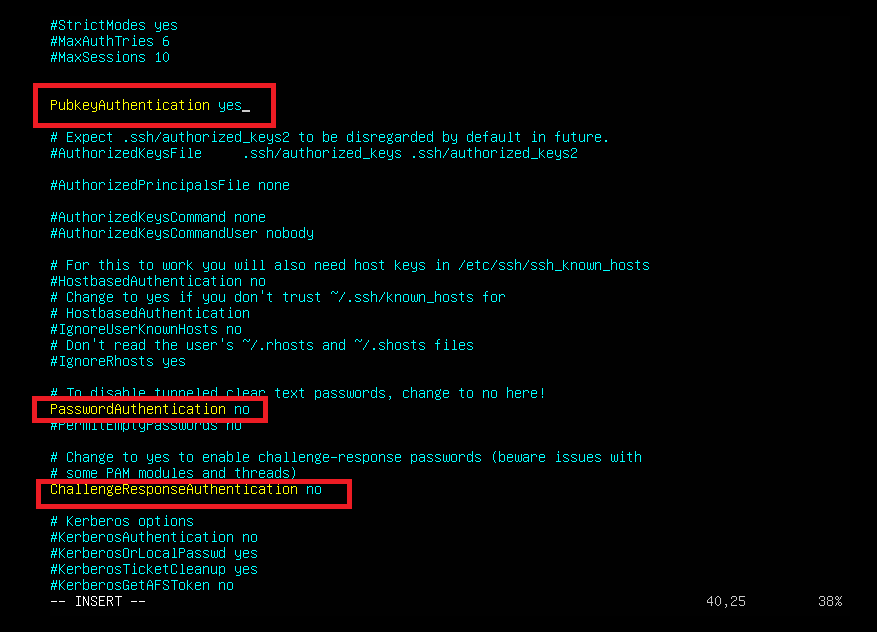 #StrictModes yes
#MaxAuthTries 6
#MaxSessions 10
PubkeyAuthentication yes
# Expect .ssh/authorized_keys2 to be disregarded by default in future.
#AuthorizedKeysFile     .ssh/authorized_keys .ssh/authorized_keys2
#AuthorizedPrincipalsFile none
#AuthorizedKeysCommand none
#AuthorizedKeysCommandUser nobody
# For this to work you will also need host keys in /etc/ssh/ssh_known_hosts
#HostbasedAuthentication no
# Change to yes if you don't trust ~/.ssh/known_hosts for
# HostbasedAuthentication
#IgnoreUserKnownHosts no
# Don't read the user's ~/.rhosts and ~/.shosts files
#IgnoreRhosts yes
# To disable tunneled clear text passwords, change to no here!
PasswordAuthentication no
#PermitEmptyPasswords no
# Change to yes to enable challenge-response passwords (beware issues with
# some PAM modules and threads)
ChallengeResponseAuthentication no
# Kerberos options
#KerberosAuthentication no
#KerberosOrLocalPasswd yes
#KerberosTicketCleanup yes
#KerberosGetAFSToken no
-- INSERT -- 40,25 38%